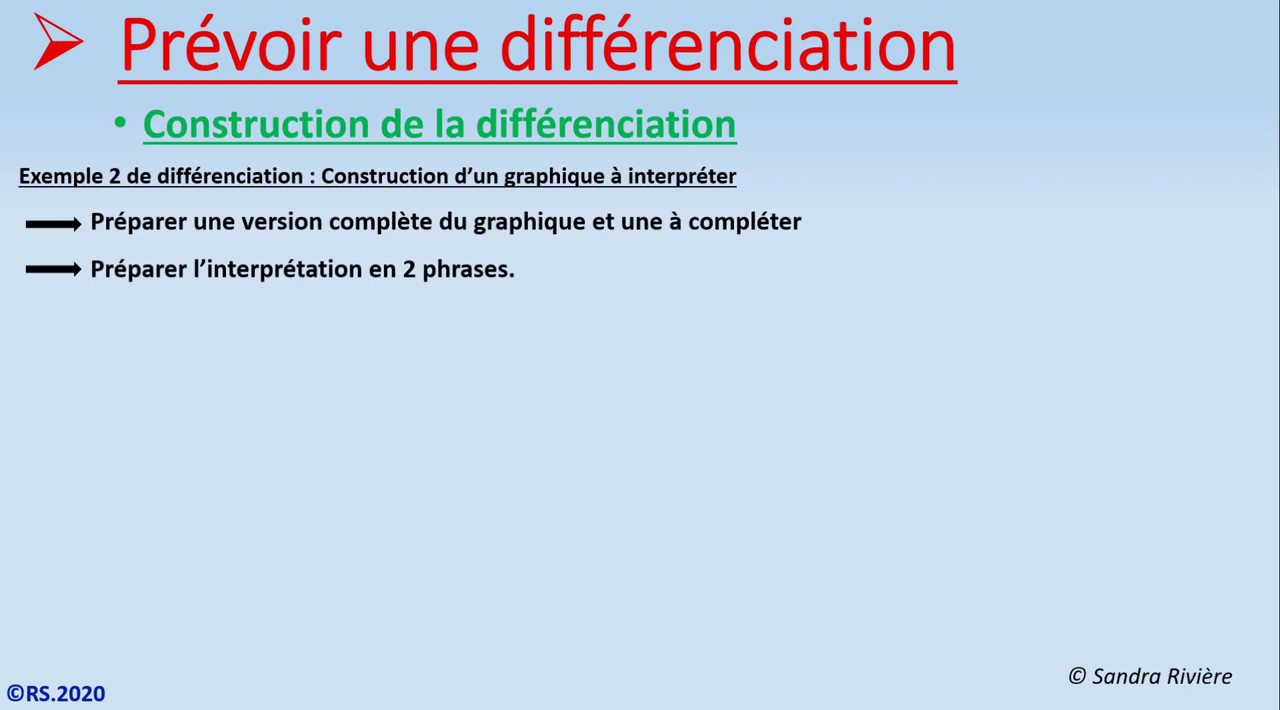 Prévoir une différenciation
• Construction de la différenciation
Exemple 2 de différenciation : Construction d’un graphique à interpréter
Préparer une version complète du graphique et une à compléter
Préparer l’interprétation en 2 phrases.
© Sandra Rivière
©RS.2020